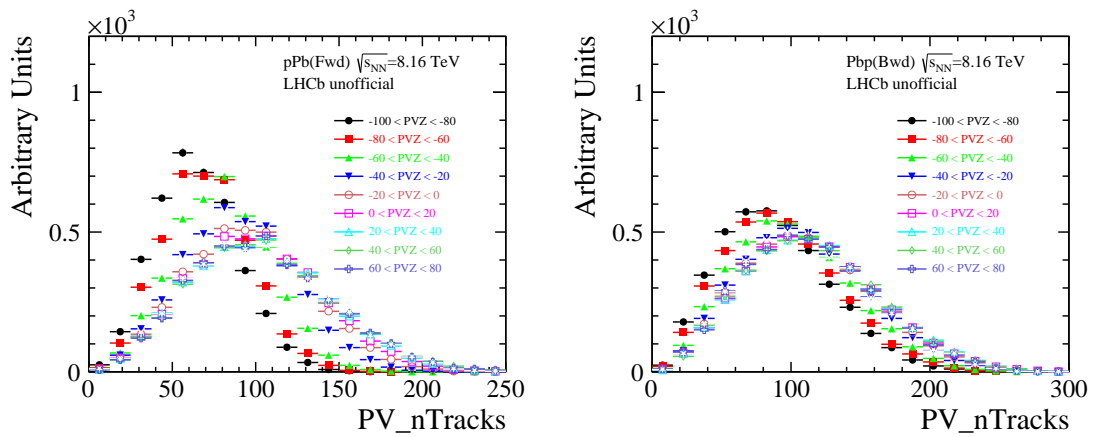 ×10³
Arbitrary Units
1
0.5
0
pPb(Fwd) √s_NN=8.16 TeV
LHCb unofficial
-100 < PVZ < -80
-80 < PVZ < -60
-60 < PVZ < -40
-40 < PVZ < -20
-20 < PVZ < 0
0 < PVZ < 20
20 < PVZ < 40
40 < PVZ < 60
60 < PVZ < 80
0 50 100 150 200 250
PV_nTracks
×10³
Arbitrary Units
1
0.5
0
Pbp(Bwd) √s_NN=8.16 TeV
LHCb unofficial
-100 < PVZ < -80
-80 < PVZ < -60
-60 < PVZ < -40
-40 < PVZ < -20
-20 < PVZ < 0
0 < PVZ < 20
20 < PVZ < 40
40 < PVZ < 60
60 < PVZ < 80
0 100 200 300
PV_nTracks